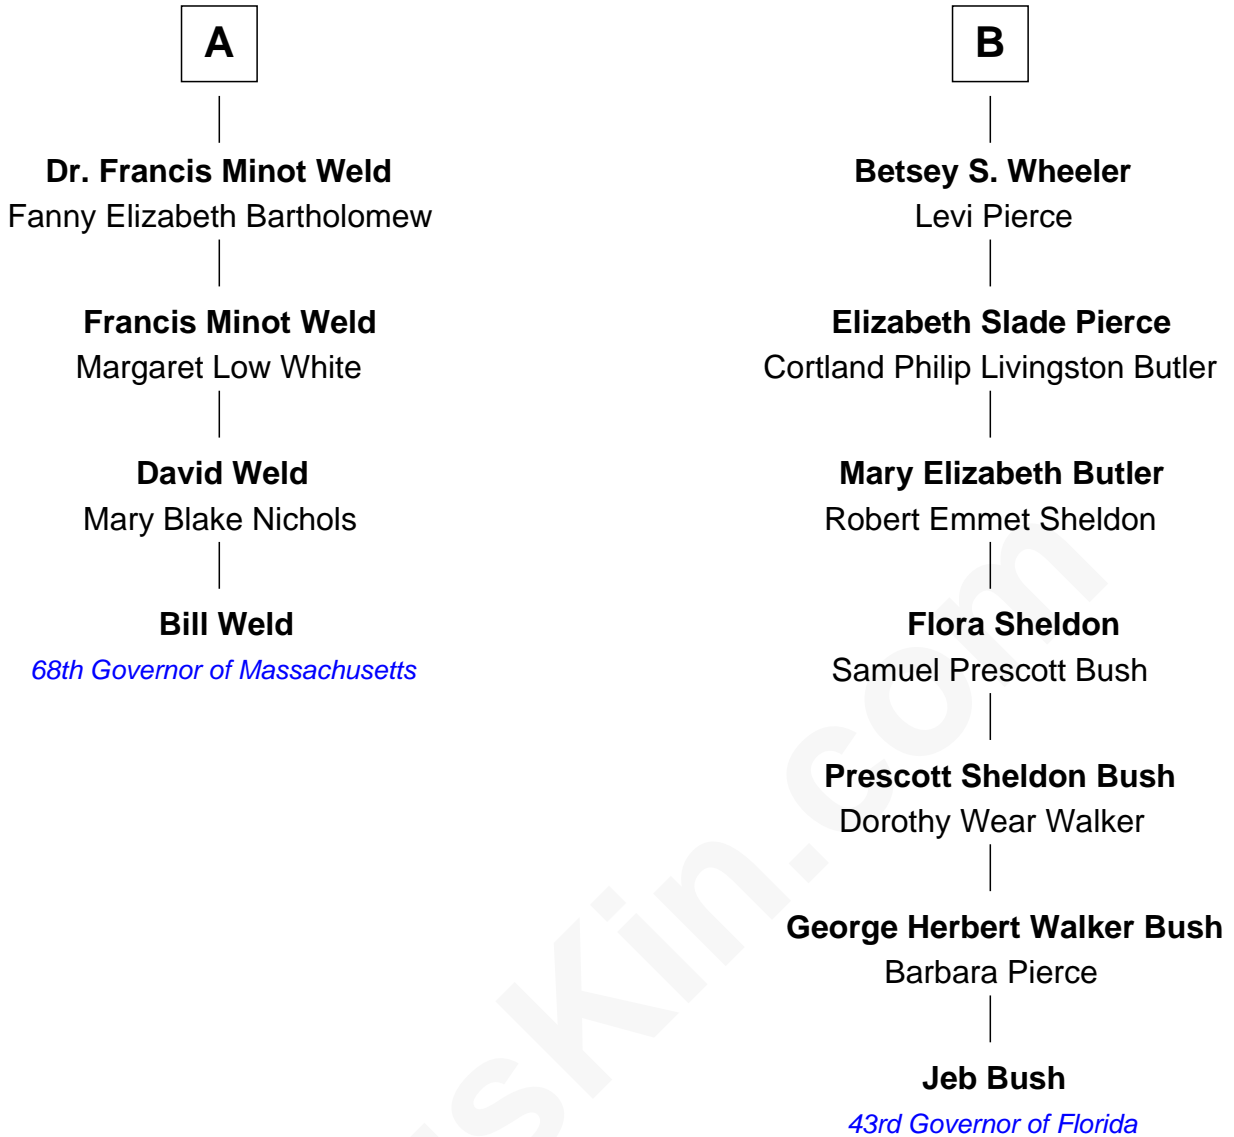 A
Dr. Francis Minot Weld
Fanny Elizabeth Bartholomew
Francis Minot Weld
Margaret Low White
David Weld
Mary Blake Nichols
Bill Weld
68th Governor of Massachusetts
B
Betsey S. Wheeler
Levi Pierce
Elizabeth Slade Pierce
Cortland Philip Livingston Butler
Mary Elizabeth Butler
Robert Emmet Sheldon
Flora Sheldon
Samuel Prescott Bush
Prescott Sheldon Bush
Dorothy Wear Walker
George Herbert Walker Bush
Barbara Pierce
Jeb Bush
43rd Governor of Florida
sKin.com